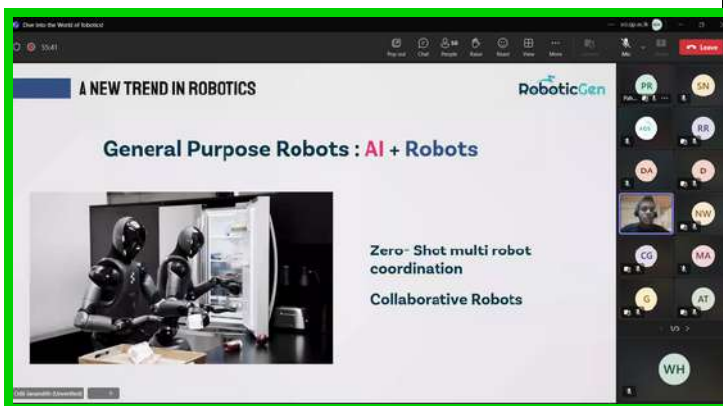 Dive Into the World of Robotics!
55:41
Pop out
Chat
People
Raise
React
View
More
Mic
Leave
A NEW TREND IN ROBOTICS
RoboticGen
General Purpose Robots : AI + Robots
Zero- Shot multi robot
coordination
Collaborative Robots
PR
SN
RR
DA
D
NW
CG
MA
G
AT
1/5
WH